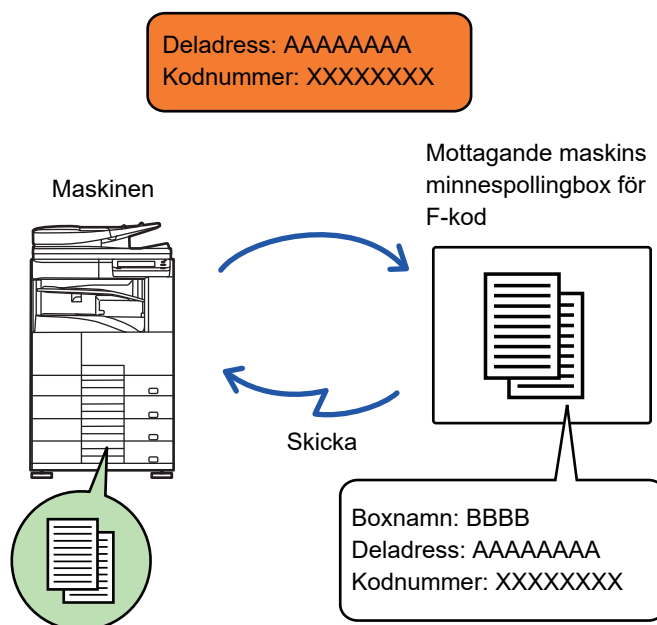 Deladress: AAAAAAAA
Kodnummer: XXXXXXXX
Maskinen
Mottagande maskins
minnespollingbox för
F-kod
Skicka
Boxnamn: BBBB
Deladress: AAAAAAAA
Kodnummer: XXXXXXXX